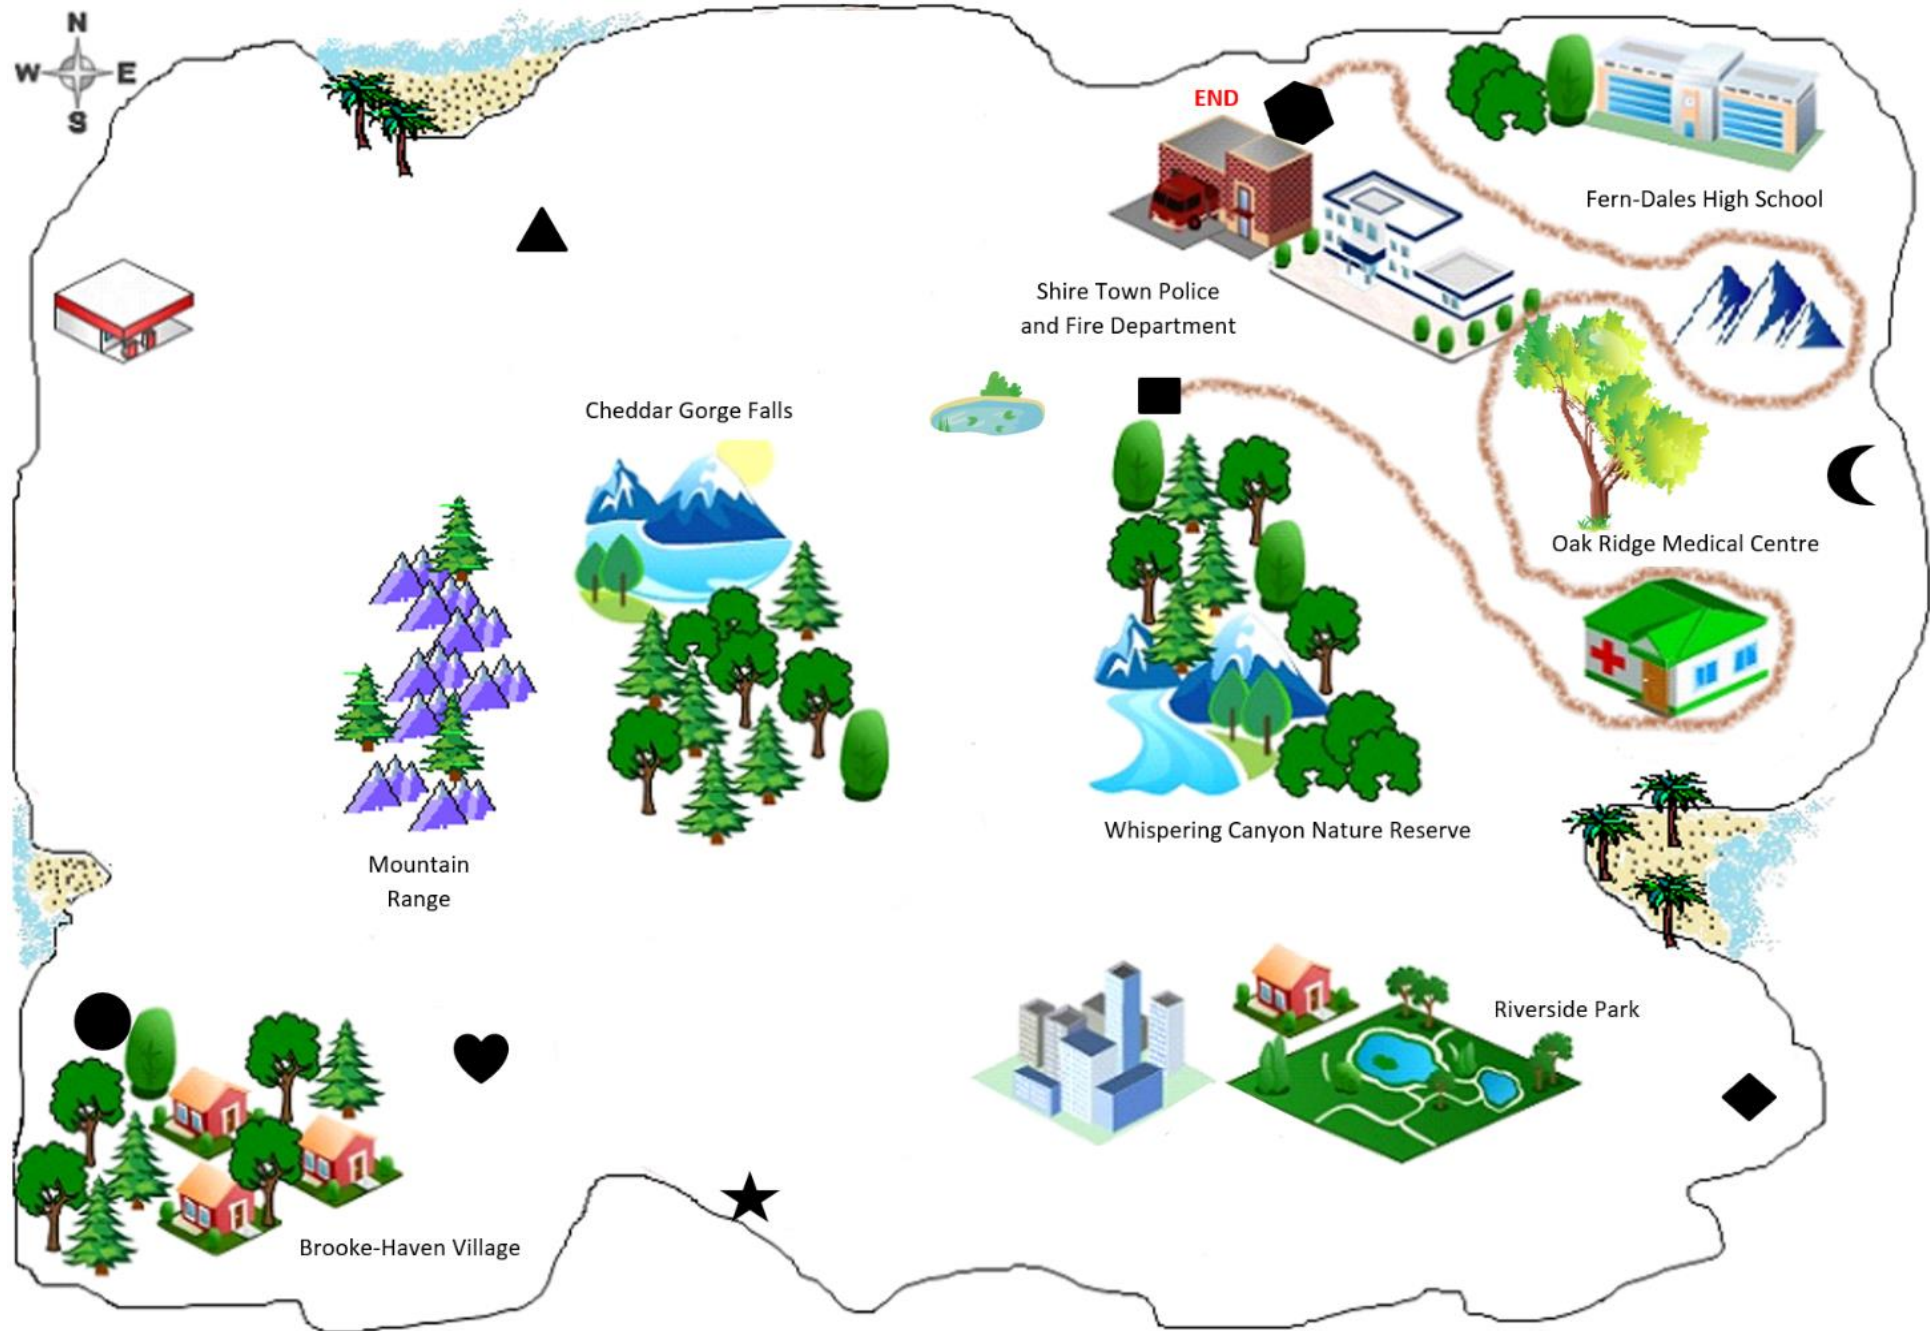 N
W E
S
END
Fern-Dales High School
Shire Town Police
and Fire Department
Cheddar Gorge Falls
Oak Ridge Medical Centre
Whispering Canyon Nature Reserve
Mountain
Range
Riverside Park
Brooke-Haven Village